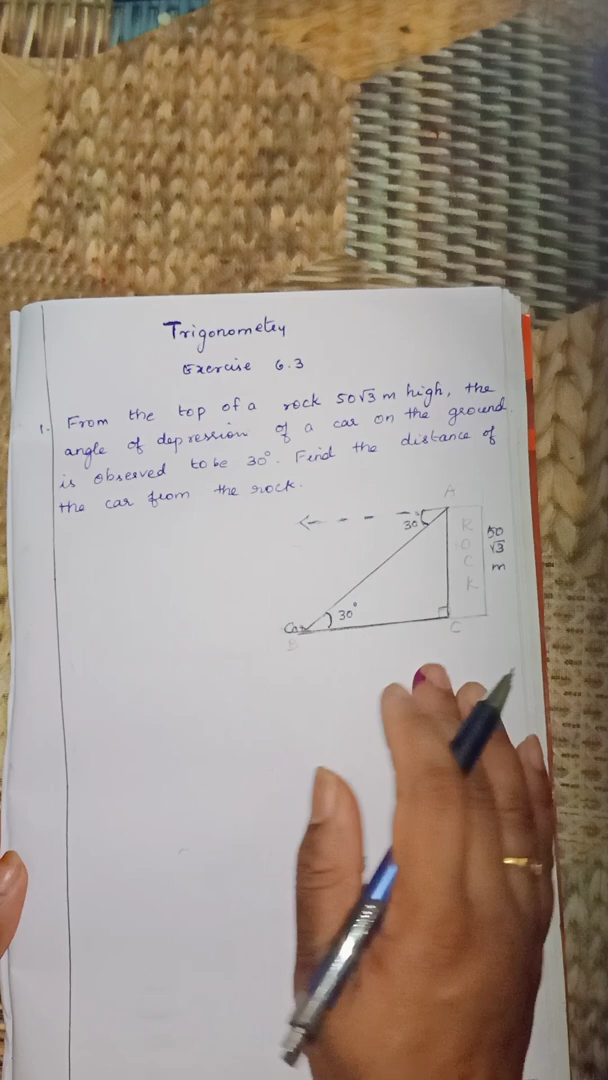 Trigonometry
Exercise 6.3
1. From the top of a rock 50√3 m high, the
angle of depression of a car on the ground
is observed to be 30°. Find the distance of
the car from the rock.
A
30
ROCK
50
√3
m
30°
Car
B
C